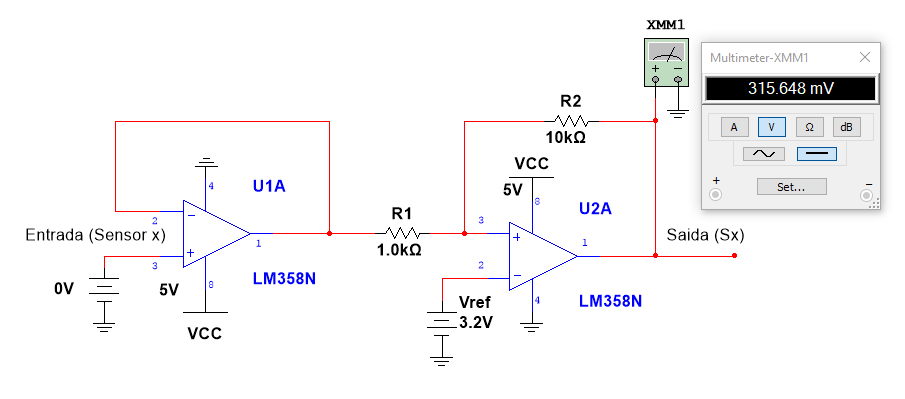 XMM1
Multimeter-XMM1
315.648 mV
A
V
Ω
dB
+
−
Set...
+
−
R2
10kΩ
VCC
5V
8
U2A
4
U1A
2
−
Entrada (Sensor x)
+
3
1
R1
1.0kΩ
3
+
2
−
1
Saida (Sx)
0V
5V
8
LM358N
VCC
Vref
3.2V
4
LM358N